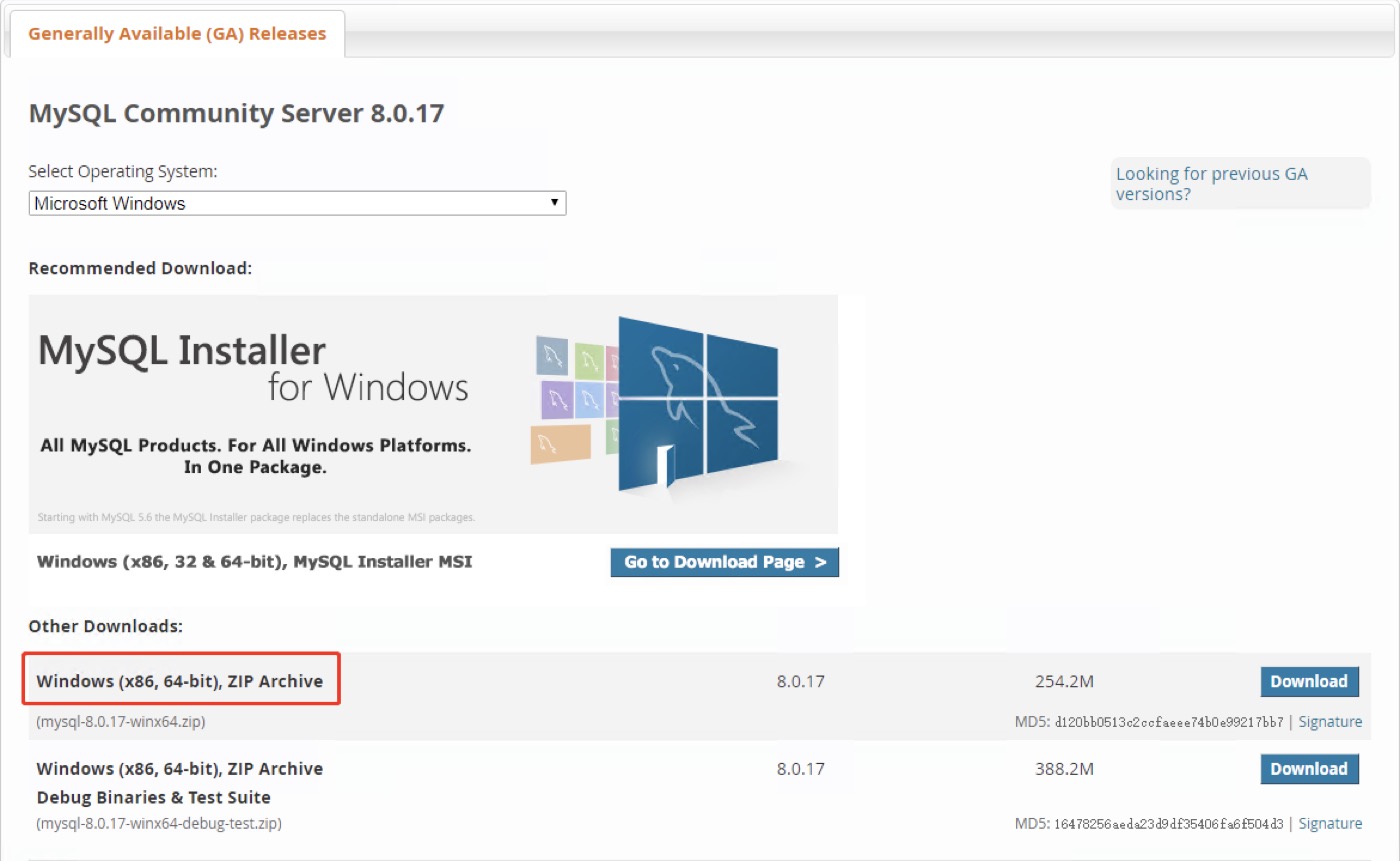 Generally Available (GA) Releases
MySQL Community Server 8.0.17
Select Operating System:
Microsoft Windows
Looking for previous GA
versions?
Recommended Download:
MySQL Installer
for Windows
All MySQL Products. For All Windows Platforms.
In One Package.
Starting with MySQL 5.6 the MySQL Installer package replaces the standalone MSI packages.
Windows (x86, 32 & 64-bit), MySQL Installer MSI
Go to Download Page >
Other Downloads:
Windows (x86, 64-bit), ZIP Archive 8.0.17 254.2M Download
(mysql-8.0.17-winx64.zip) MD5: d120bb0513c2ccfaeee74b0e99217bb7 | Signature
Windows (x86, 64-bit), ZIP Archive 8.0.17 388.2M Download
Debug Binaries & Test Suite
(mysql-8.0.17-winx64-debug-test.zip) MD5: 16478256aeda23d9df35406fa6f504d3 | Signature